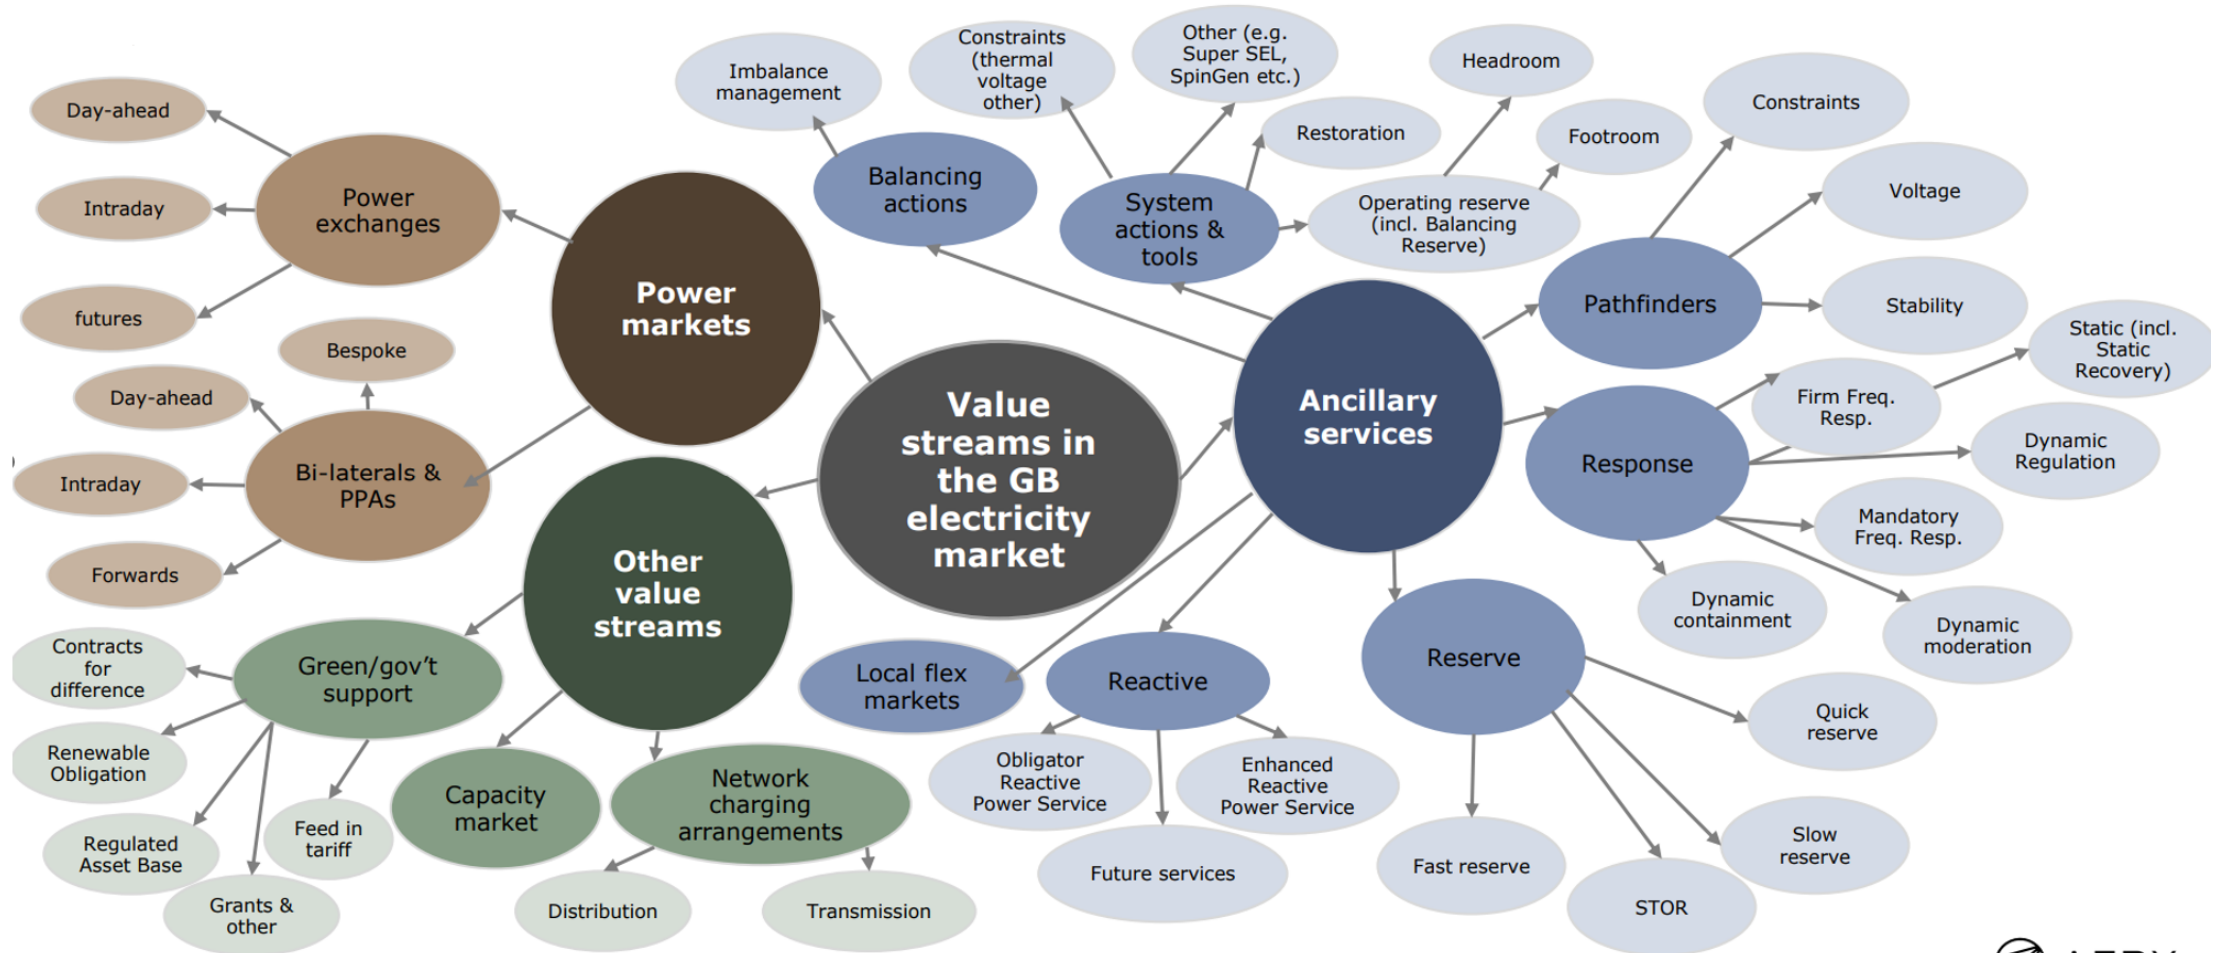 Value
streams in
the GB
electricity
market
Power
markets
Power
exchanges
Day-ahead
Intraday
futures
Bi-laterals &
PPAs
Bespoke
Day-ahead
Intraday
Forwards
Other
value
streams
Green/gov't
support
Contracts
for
difference
Renewable
Obligation
Regulated
Asset Base
Grants &
other
Feed in
tariff
Capacity
market
Network
charging
arrangements
Distribution
Transmission
Ancillary
services
Balancing
actions
Imbalance
management
System
actions &
tools
Constraints
(thermal
voltage
other)
Other (e.g.
Super SEL,
SpinGen etc.)
Restoration
Operating reserve
(incl. Balancing
Reserve)
Headroom
Footroom
Pathfinders
Constraints
Voltage
Stability
Response
Firm Freq.
Resp.
Static (incl.
Static
Recovery)
Dynamic
Regulation
Mandatory
Freq. Resp.
Dynamic
moderation
Dynamic
containment
Reserve
Quick
reserve
Slow
reserve
STOR
Fast reserve
Reactive
Obligator
Reactive
Power Service
Future services
Enhanced
Reactive
Power Service
Local flex
markets